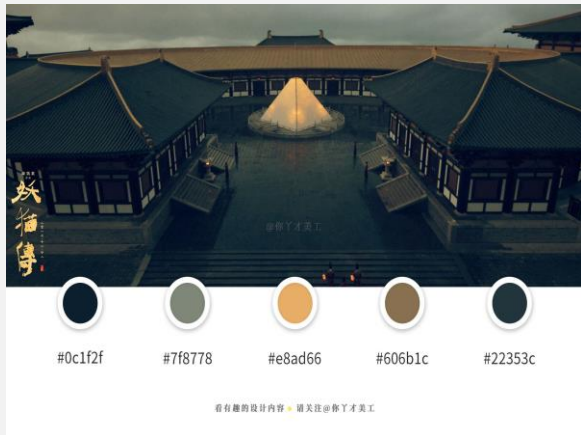 妖猫傳
@你丫才美工
#0c1f2f
#7f8778
#e8ad66
#606b1c
#22353c
看有趣的设计内容 请关注@你丫才美工